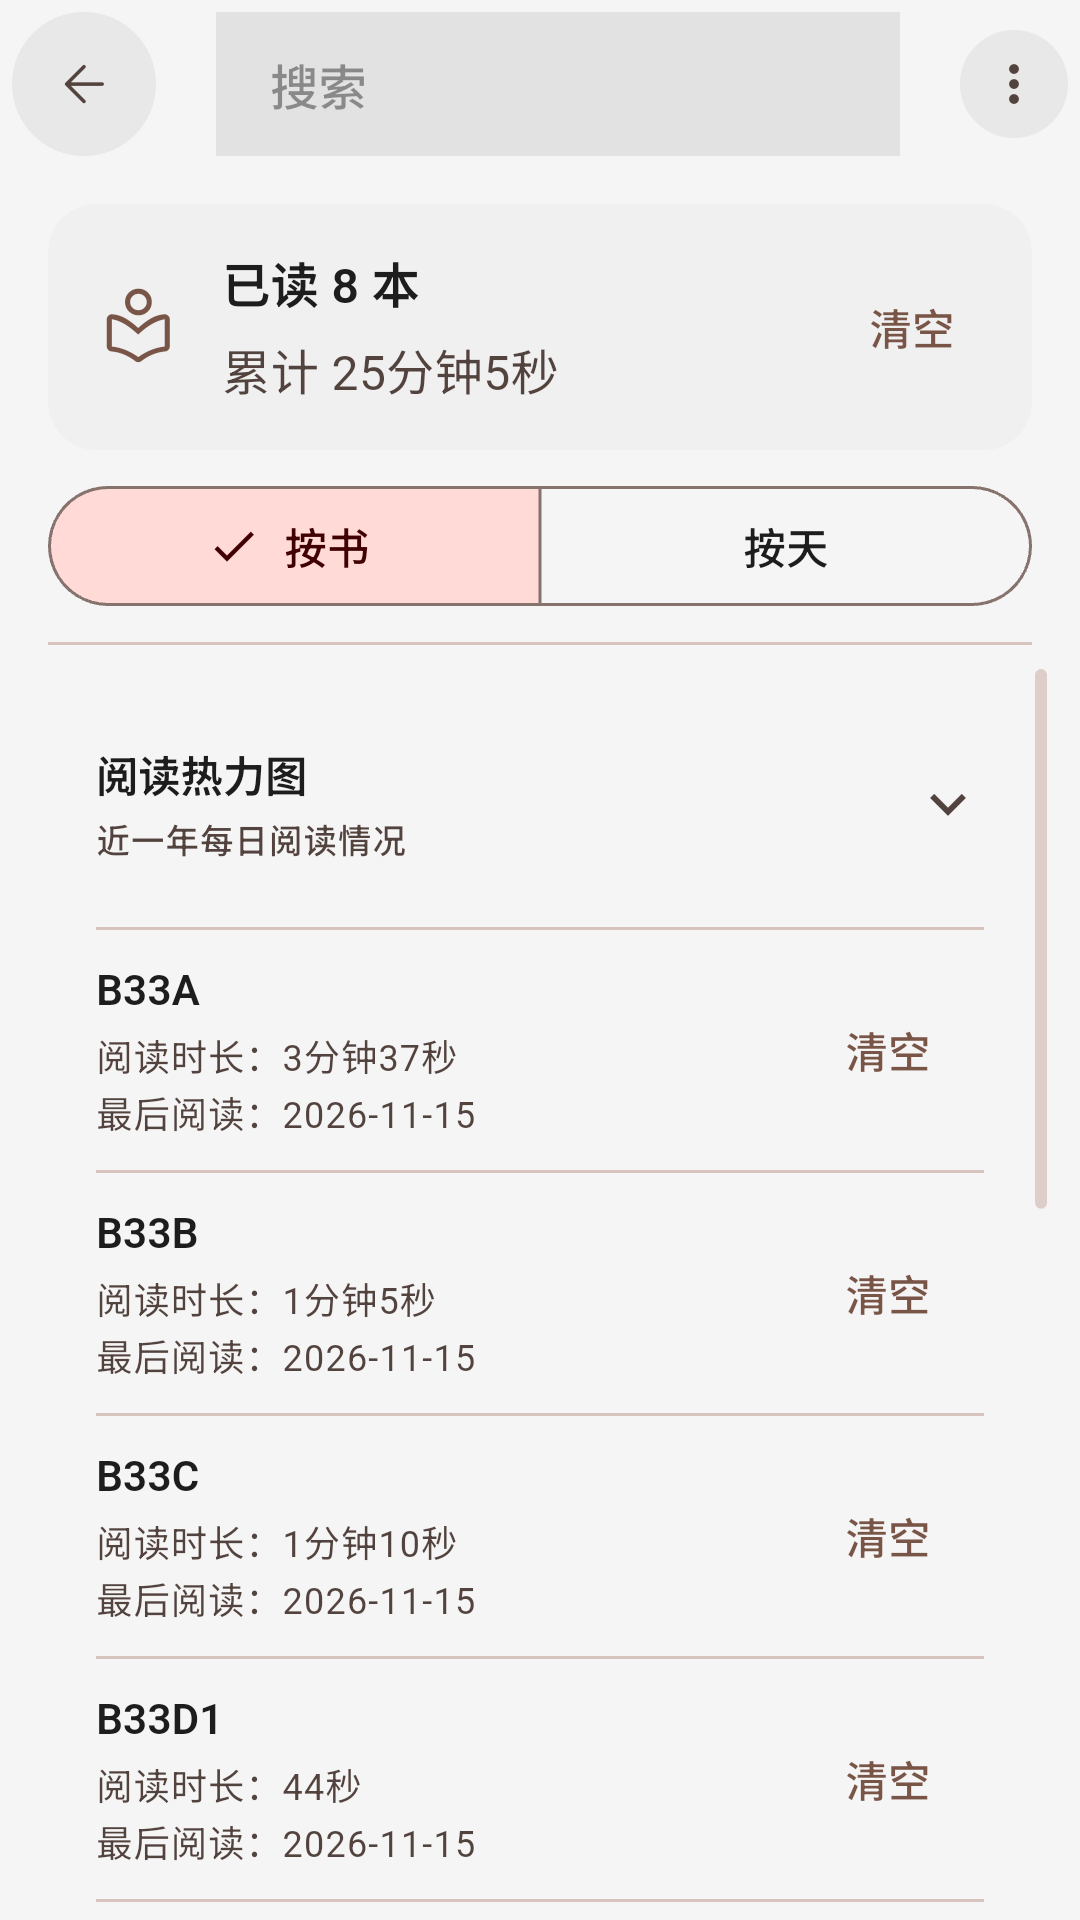 搜索
已读 8 本
累计 25分钟5秒
清空
按书
按天
阅读热力图
近一年每日阅读情况
B33A
阅读时长：3分钟37秒
最后阅读：2026-11-15
清空
B33B
阅读时长：1分钟5秒
最后阅读：2026-11-15
清空
B33C
阅读时长：1分钟10秒
最后阅读：2026-11-15
清空
B33D1
阅读时长：44秒
最后阅读：2026-11-15
清空